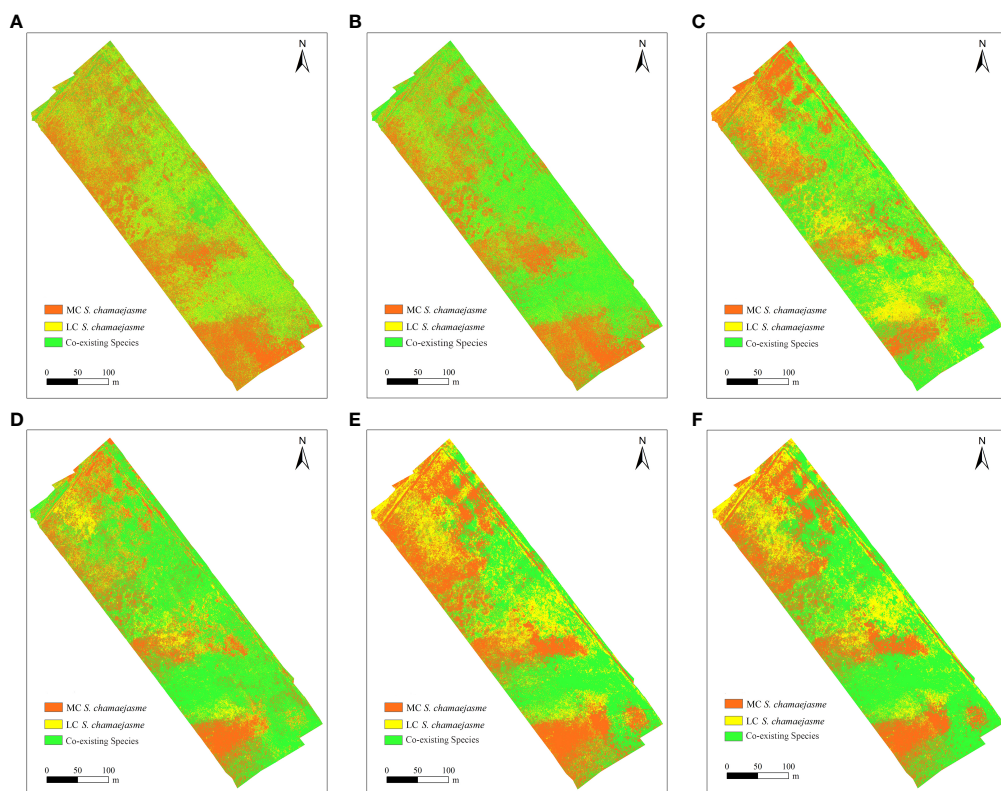 A
N
MC S. chamaejasme
LC S. chamaejasme
Co-existing Species
0 50 100
m
B
N
MC S. chamaejasme
LC S. chamaejasme
Co-existing Species
0 50 100
m
C
N
MC S. chamaejasme
LC S. chamaejasme
Co-existing Species
0 50 100
m
D
N
MC S. chamaejasme
LC S. chamaejasme
Co-existing Species
0 50 100
m
E
N
MC S. chamaejasme
LC S. chamaejasme
Co-existing Species
0 50 100
m
F
N
MC S. chamaejasme
LC S. chamaejasme
Co-existing Species
0 50 100
m